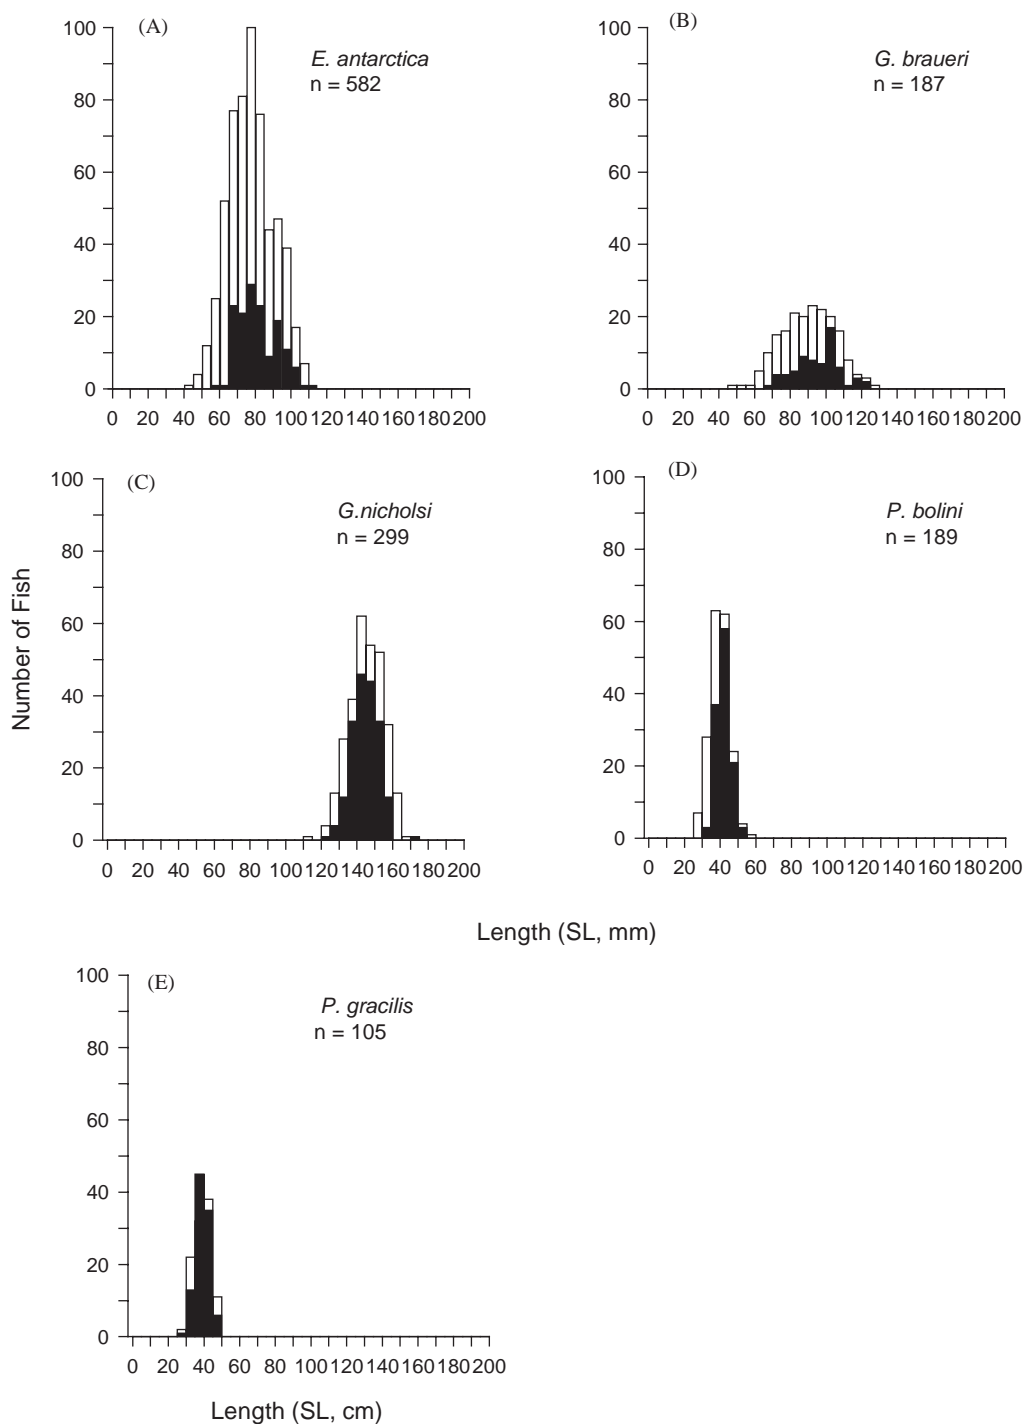 (A)
E. antarctica
n = 582
100
80
60
40
20
0
0 20 40 60 80 100 120 140 160 180 200
(B)
G. braueri
n = 187
100
80
60
40
20
0
0 20 40 60 80 100 120 140 160 180 200
(C)
G.nicholsi
n = 299
100
80
60
40
20
0
0 20 40 60 80 100 120 140 160 180 200
(D)
P. bolini
n = 189
100
80
60
40
20
0
0 20 40 60 80 100 120 140 160 180 200
Number of Fish
Length (SL, mm)
(E)
P. gracilis
n = 105
100
80
60
40
20
0
0 20 40 60 80 100 120 140 160 180 200
Length (SL, cm)